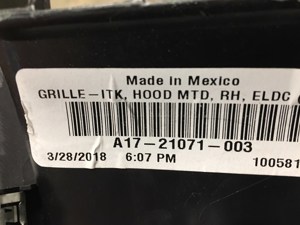 Made in Mexico
GRILLE-ITK, HOOD MTD, RH, ELDC
A17-21071-003
3/28/2018 6:07 PM
100581